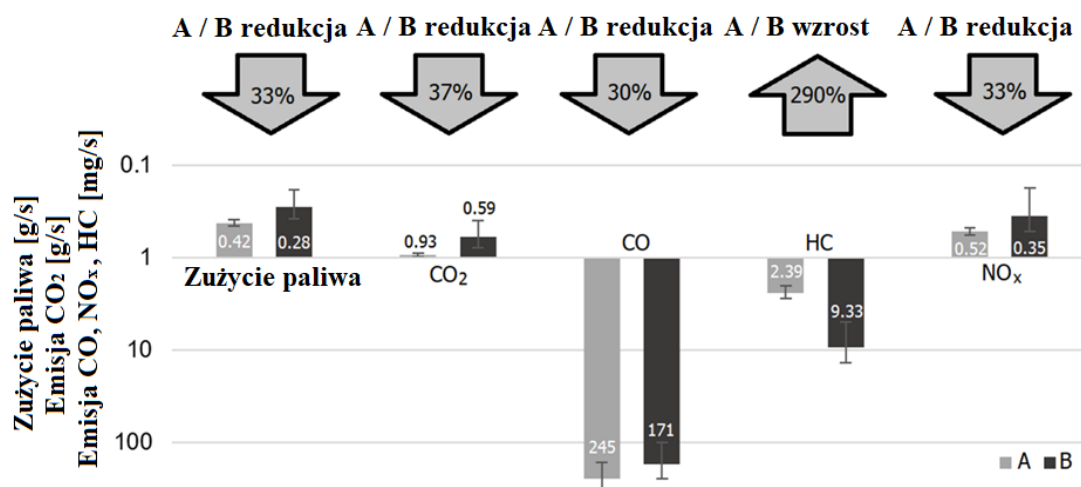 A / B redukcja A / B redukcja A / B redukcja A / B wzrost A / B redukcja
33% 37% 30% 290% 33%
Zużycie paliwa [g/s]
Emisja CO₂ [g/s]
Emisja CO, NOₓ, HC [mg/s]
0.1
1
10
100
0.42 0.28
Zużycie paliwa
0.93 0.59
CO₂
CO
245 171
HC
2.39 9.33
0.52 0.35
NOₓ
A B